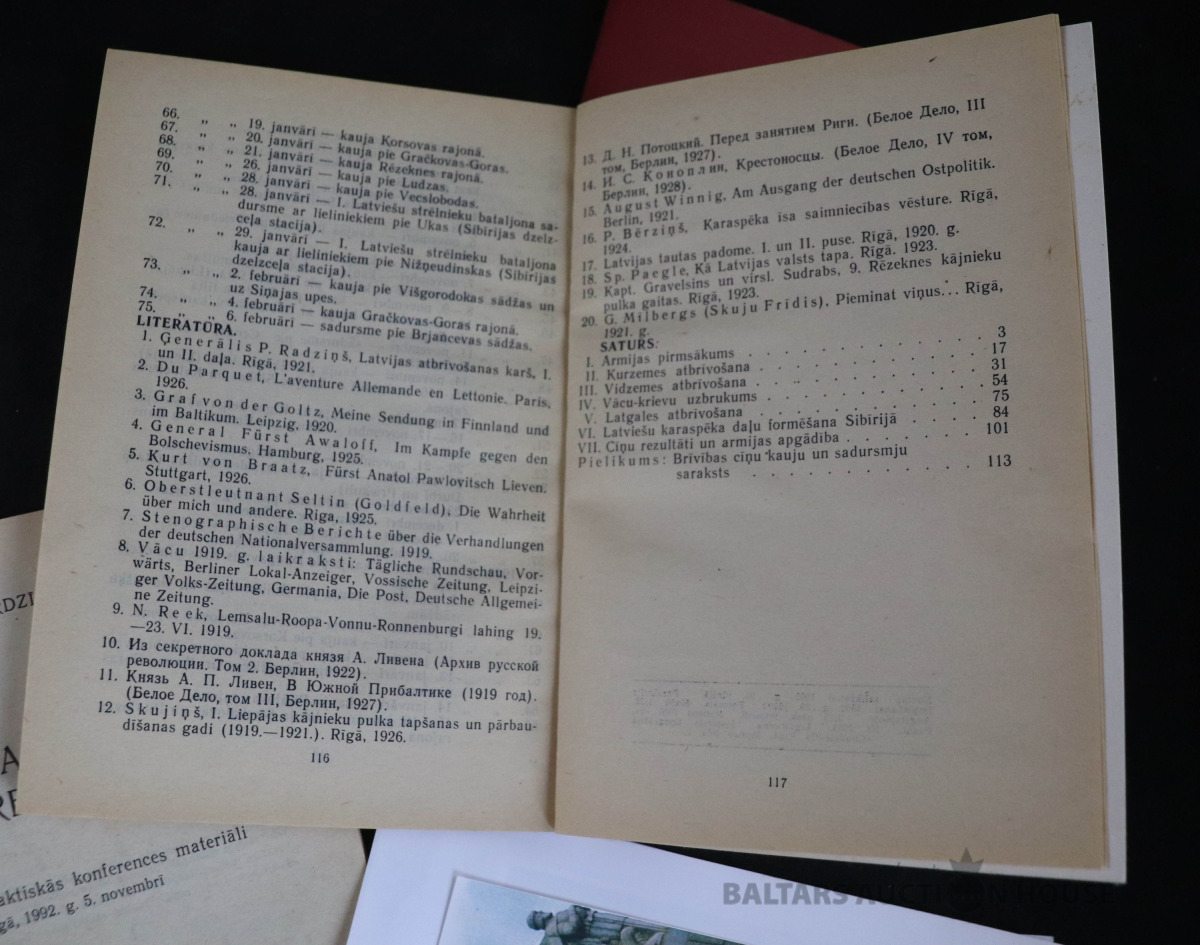 66. „ „ 19. janvārī — kauja Korsovas rajonā.
67. „ „ 20. janvārī — kauja pie Gračkovas-Goras.
68. „ „ 21. janvārī — kauja Rēzeknes rajonā.
69. „ „ 26. janvārī — kauja pie Ludzas.
70. „ „ 28. janvārī — kauja pie Vecslobodas.
71. „ „ 28. janvārī — I. Latviešu strēlnieku bataljona sa-
dursme ar lieliniekiem pie Ukas (Sibīrijas dzelz-
ceļa stacija).
72. „ „ 29. janvārī — I. Latviešu strēlnieku bataljona
kauja ar lieliniekiem pie Nižņeudinskas (Sibīrijas
dzelzceļa stacija).
73. „ „ 2. februārī — kauja pie Višgorodokas sādžas un
uz Siņajas upes.
74. „ „ 4. februārī — kauja Gračkovas-Goras rajonā.
75. „ „ 6. februārī — sadursme pie Brjancevas sādžas.
LITERATŪRA.
1. Ģenerālis P. Radziņš, Latvijas atbrīvošanas karš, I.
un II. daļa. Rīgā, 1921.
2. Du Parquet, L'aventure Allemande en Lettonie. Paris,
1926.
3. Graf von der Goltz, Meine Sendung in Finnland und
im Baltikum. Leipzig, 1920.
4. General Fürst Awaloff, Im Kampfe gegen den
Bolschevismus. Hamburg, 1925.
5. Kurt von Braatz, Fürst Anatol Pawlovitsch Lieven.
Stuttgart, 1926.
6. Oberstleutnant Seltin (Goldfeld), Die Wahrheit
über mich und andere. Riga, 1925.
7. Stenographische Berichte über die Verhandlungen
der deutschen Nationalversammlung. 1919.
8. Vācu 1919. g. laikraksti: Tägliche Rundschau, Vor-
wärts, Berliner Lokal-Anzeiger, Vossische Zeitung, Leipzi-
ger Volks-Zeitung, Germania, Die Post, Deutsche Allgemei-
ne Zeitung.
9. N. Reek, Lemsalu-Roopa-Vonnu-Ronnenburgi lahing 19.
—23. VI. 1919.
10. Из секретного доклада князя А. Ливена (Архив русской
революции. Том 2. Берлин, 1922).
11. Князь А. П. Ливен, В Южной Прибалтике (1919 год).
(Белое Дело, том III, Берлин, 1927).
12. Skujiņš, I. Liepājas kājnieku pulka tapšanas un pārbau-
dīšanas gadi (1919.—1921.). Rīgā, 1926.
116
13. Д. Н. Потоцкий. Перед занятием Риги. (Белое Дело, III
том, Берлин, 1927).
14. И. С. Коноплин, Крестоносцы. (Белое Дело, IV том,
Берлин, 1928).
15. August Winnig, Am Ausgang der deutschen Ostpolitik.
Berlin, 1921.
16. P. Bērziņš, Karaspēka īsa saimniecības vēsture. Rīgā,
1924.
17. Latvijas tautas padome. I. un II. puse. Rīgā, 1920. g.
18. Sp. Paegle, Kā Latvijas valsts tapa. Rīgā. 1923.
19. Kapt. Gravelsins un virsl. Sudrabs, 9. Rēzeknes kājnieku
pulka gaitas. Rīgā, 1923.
20. G. Milbergs (Skuju Frīdis), Pieminat viņus... Rīgā,
1921. g.
SATURS:
I. Armijas pirmsākums . . . . . . . . . . 3
II. Kurzemes atbrīvošana . . . . . . . . . . 17
III. Vidzemes atbrīvošana . . . . . . . . . . 31
IV. Vācu-krievu uzbrukums . . . . . . . . . . 54
V. Latgales atbrīvošana . . . . . . . . . . 75
VI. Latviešu karaspēka daļu formēšana Sibīrijā . . . . 84
VII. Cīņu rezultāti un armijas apgādība . . . . . . 101
Pielikums: Brīvības cīņu kauju un sadursmju
saraksts . . . . . . . . . . 113
117
aktiskās konferences materiāli
gā, 1992. g. 5. novembrī
BALTARS AUCTION HOUSE